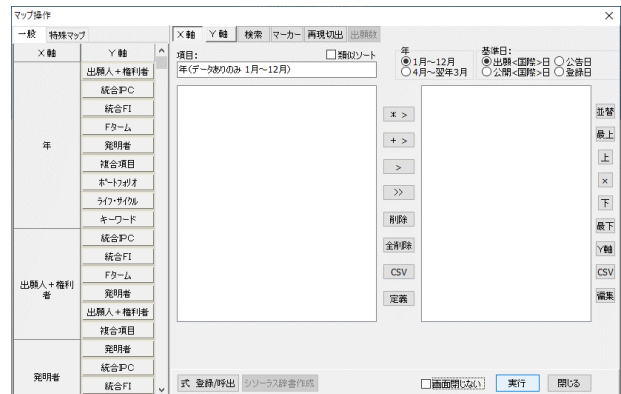 マップ操作 ×
一般 特殊マップ
X軸 Y軸 検索 マーカー 再現切出 出願数
X軸 Y軸
年
出願人+権利者
統合IPC
統合FI
Fターム
発明者
複合項目
ポートフォリオ
ライフ・サイクル
キーワード
出願人+権利者
統合IPC
統合FI
Fターム
発明者
出願人+権利者
複合項目
発明者
発明者
統合IPC
統合FI
項目: 類似ソート
年(データありのみ 1月~12月)
年
1月~12月
4月~翌年3月
基準日:
出願<国際>日 公告日
公開<国際>日 登録日
* >
+ >
>
>>
削除
全削除
CSV
定義
並替
最上
上
×
下
最下
Y軸
CSV
編集
式 登録/呼出 シソーラス辞書作成 画面閉じない 実行 閉じる